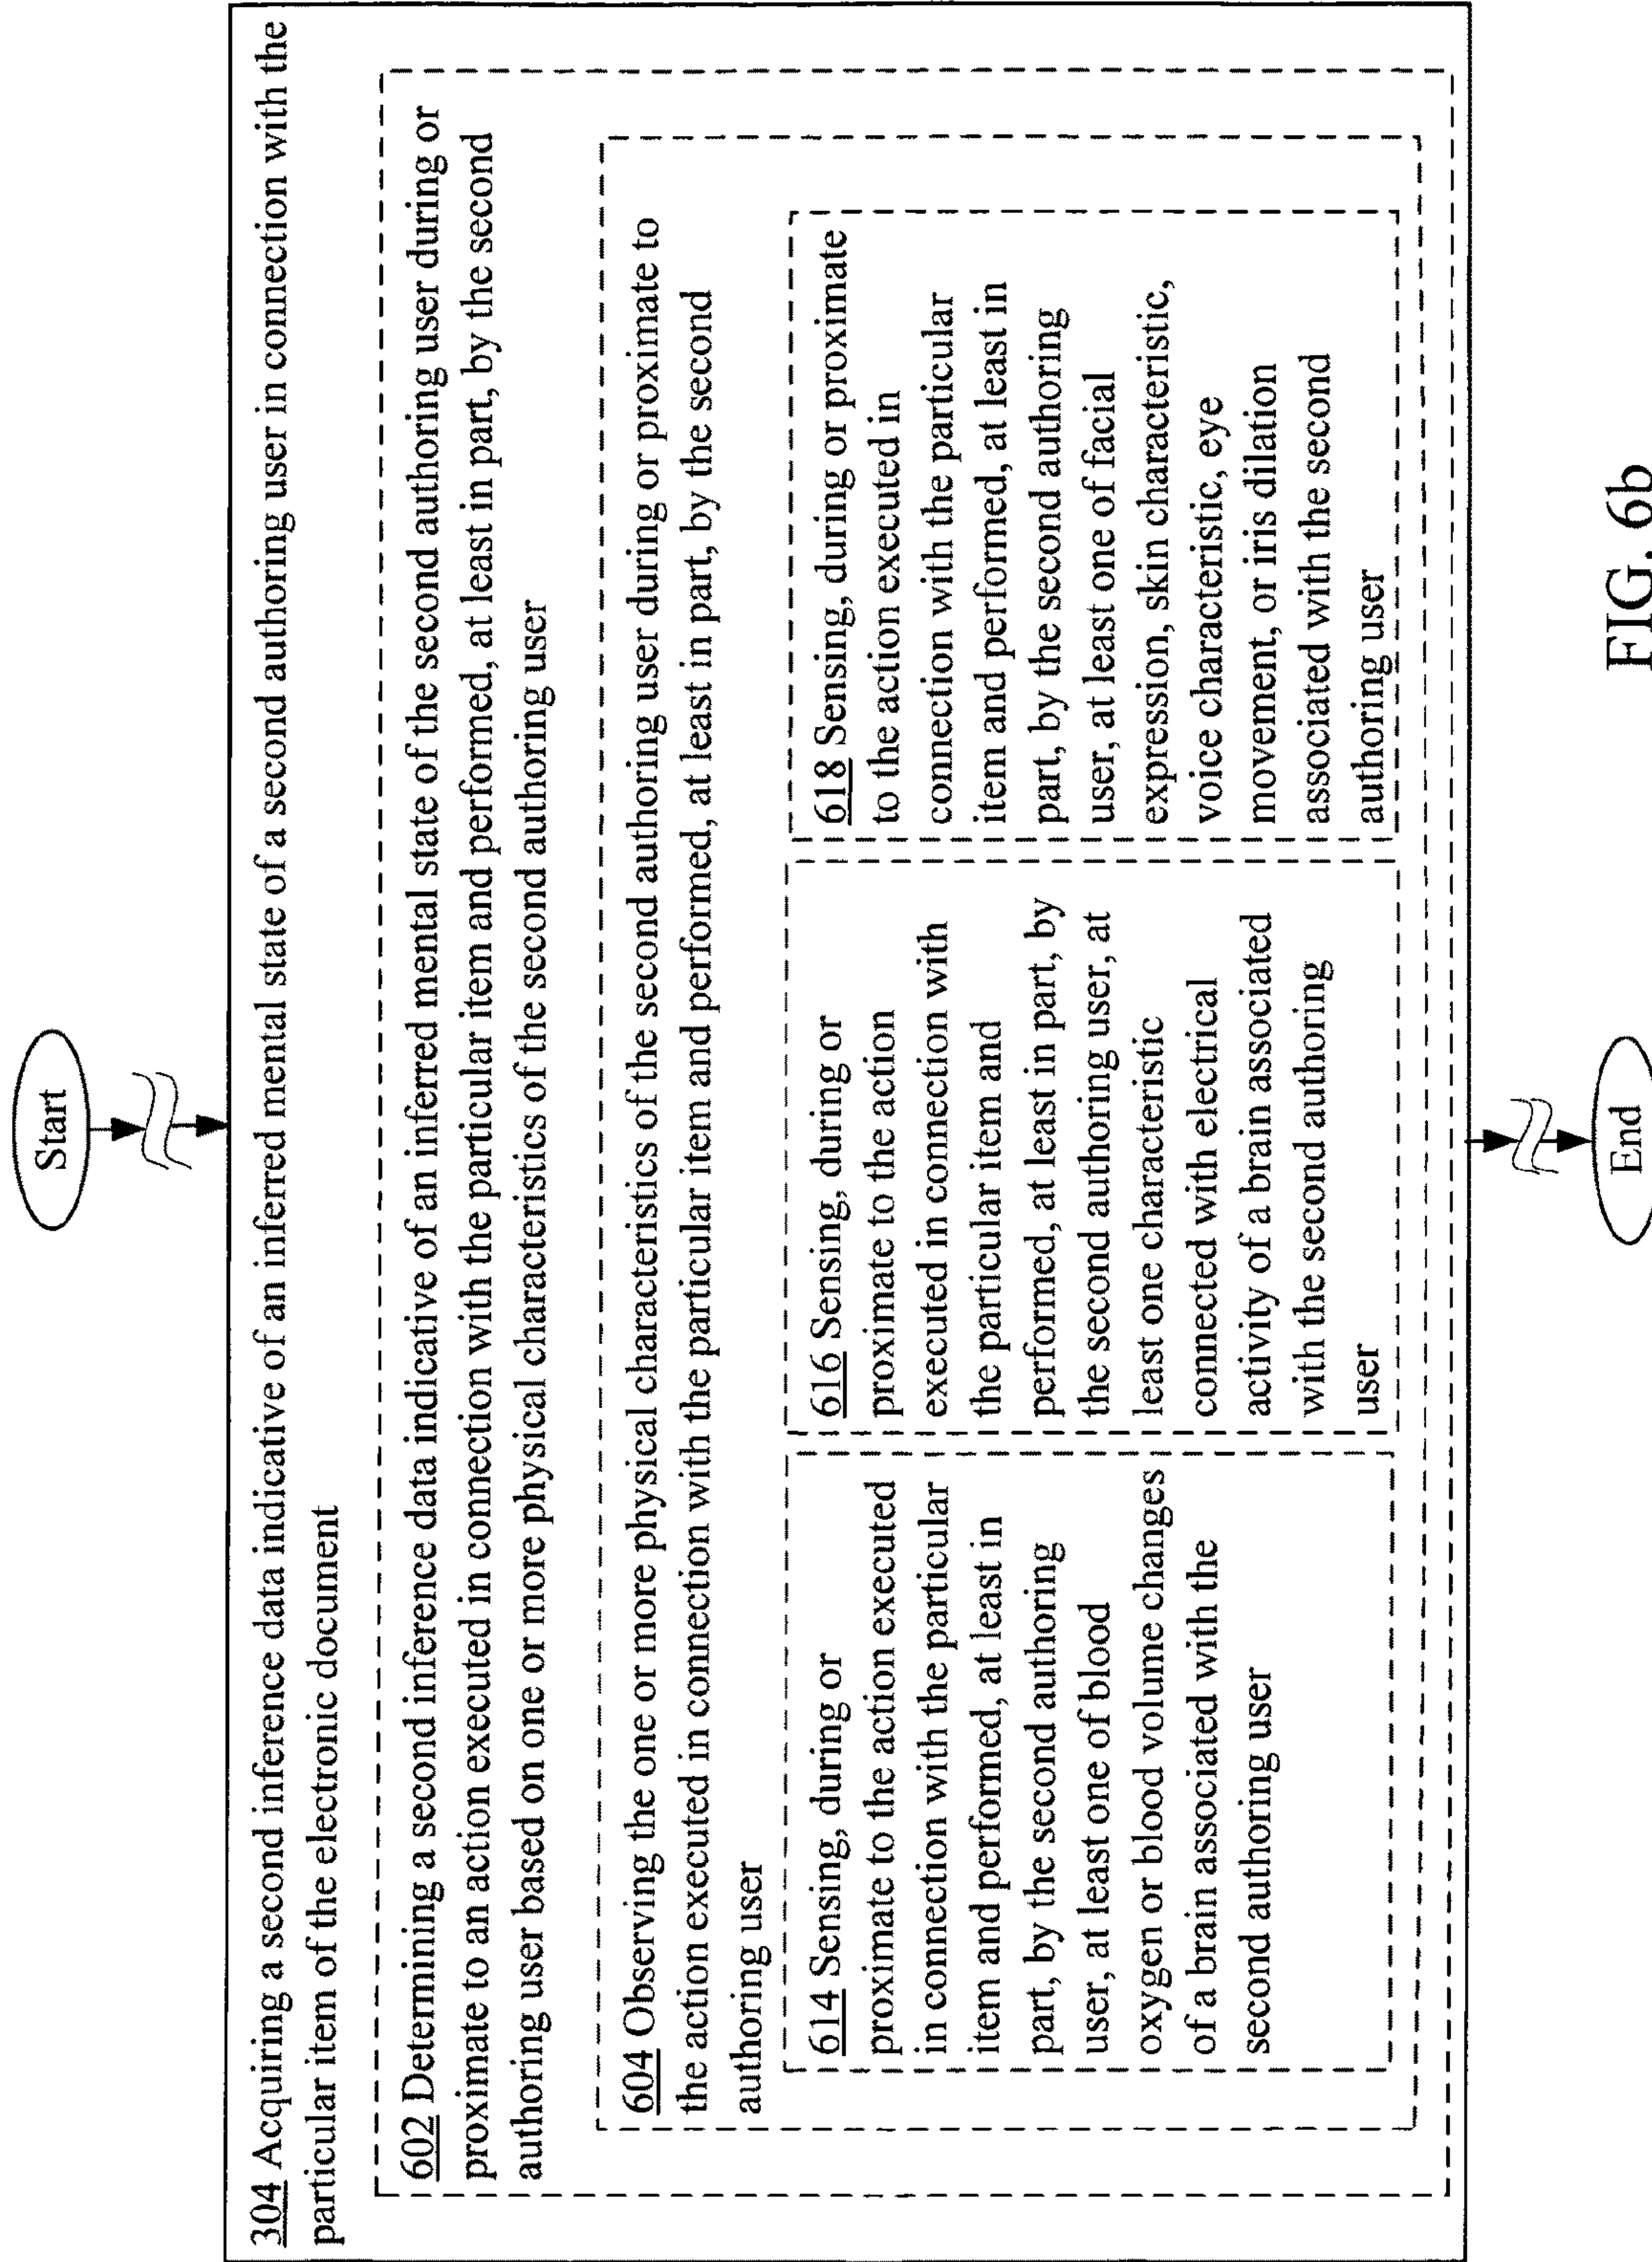 Start
304 Acquiring a second inference data indicative of an inferred mental state of a second authoring user in connection with the
particular item of the electronic document
602 Determining a second inference data indicative of an inferred mental state of the second authoring user during or
proximate to an action executed in connection with the particular item and performed, at least in part, by the second
authoring user based on one or more physical characteristics of the second authoring user
604 Observing the one or more physical characteristics of the second authoring user during or proximate to
the action executed in connection with the particular item and performed, at least in part, by the second
authoring user
614 Sensing, during or
proximate to the action executed
in connection with the particular
item and performed, at least in
part, by the second authoring
user, at least one of blood
oxygen or blood volume changes
of a brain associated with the
second authoring user
616 Sensing, during or
proximate to the action
executed in connection with
the particular item and
performed, at least in part, by
the second authoring user, at
least one characteristic
connected with electrical
activity of a brain associated
with the second authoring
user
618 Sensing, during or proximate
to the action executed in
connection with the particular
item and performed, at least in
part, by the second authoring
user, at least one of facial
expression, skin characteristic,
voice characteristic, eye
movement, or iris dilation
associated with the second
authoring user
End
FIG. 6b